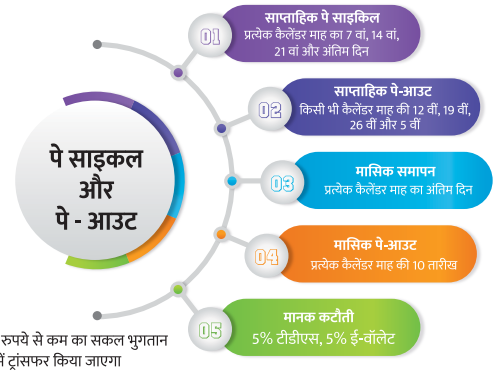 पे साइकल
और
पे - आउट
01
साप्ताहिक पे साइकिल
प्रत्येक कैलेंडर माह का 7 वां, 14 वां,
21 वां और अंतिम दिन
02
साप्ताहिक पे-आउट
किसी भी कैलेंडर माह की 12 वीं, 19 वीं,
26 वीं और 5 वीं
03
मासिक समापन
प्रत्येक कैलेंडर माह का अंतिम दिन
04
मासिक पे-आउट
प्रत्येक कैलेंडर माह की 10 तारीख
05
मानक कटौती
5% टीडीएस, 5% ई-वॉलेट
रुपये से कम का सकल भुगतान
में ट्रांसफर किया जाएगा